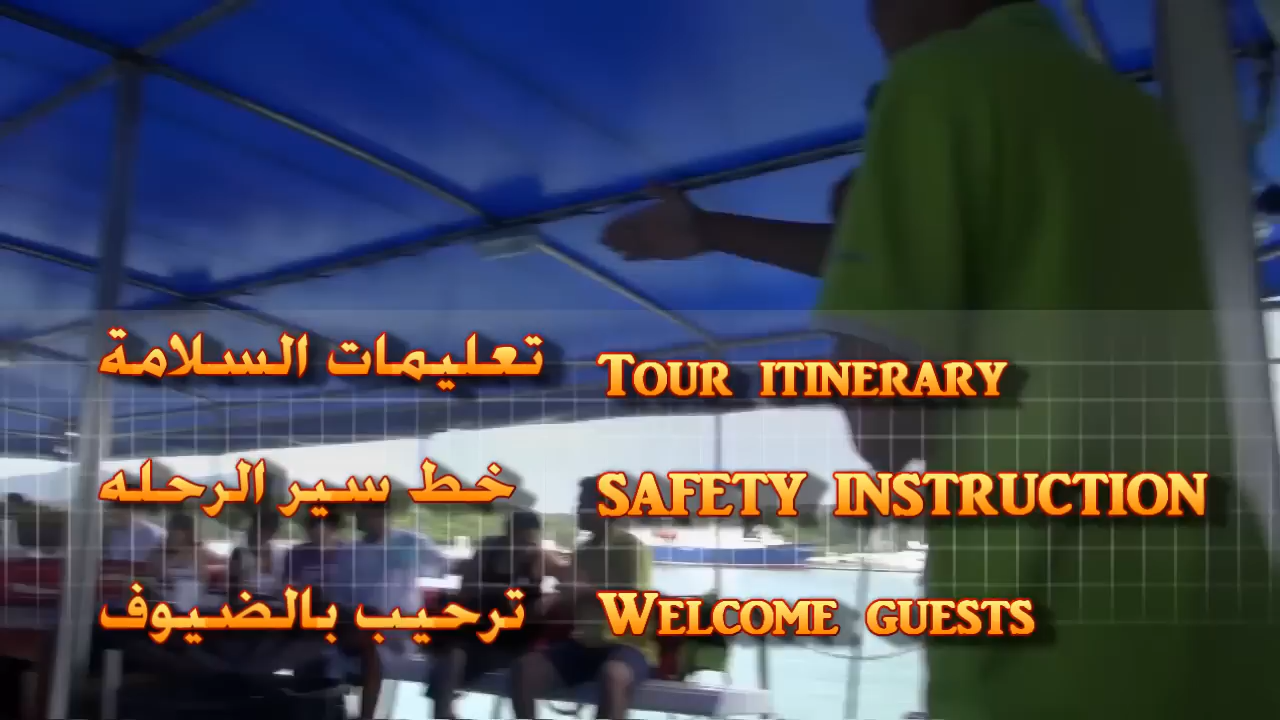 تعليمات السلامة
Tour itinerary
خط سير الرحله
SAFETY INSTRUCTION
ترحيب بالضيوف
Welcome guests